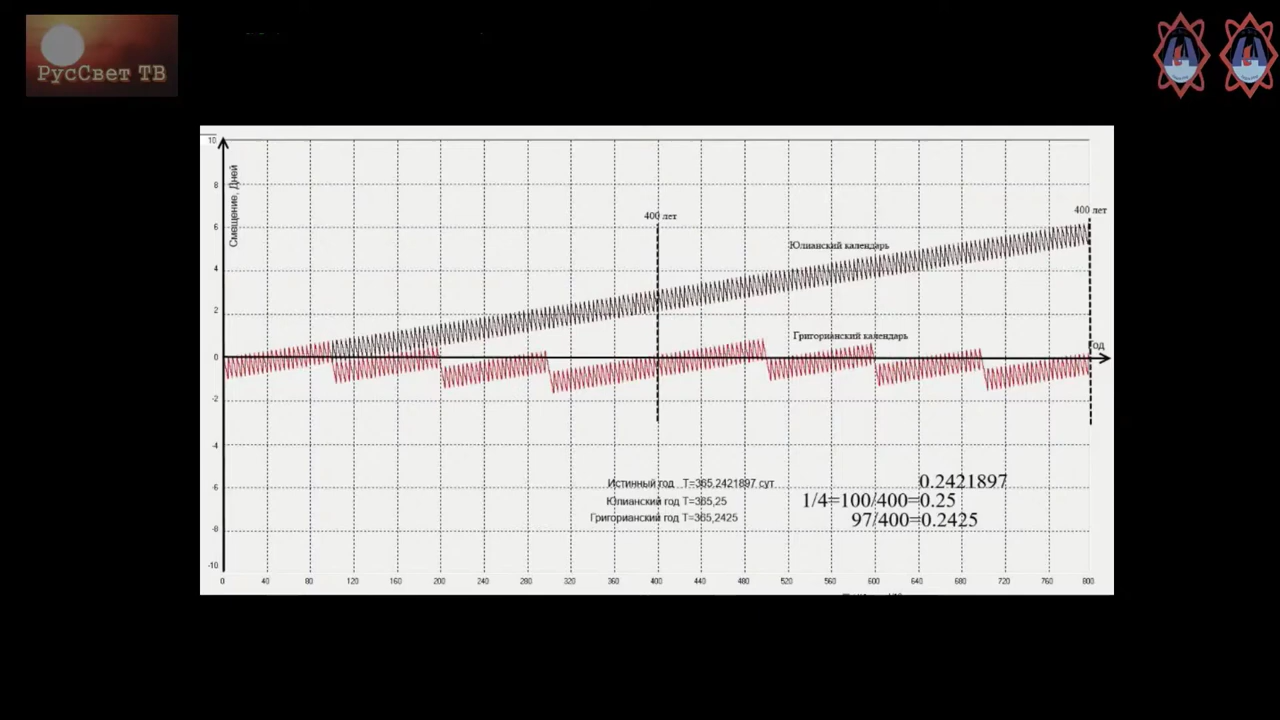 РусСвет ТВ
10
Смещение, Дней
8
6
4
2
0
-2
-4
-6
-8
-10
400 лет
400 лет
Юлианский календарь
Григорианский календарь
Год
Истинный год T=365,2421897 сут
0.2421897
Юлианский год T=365,25
1/4=100/400=0.25
Григорианский год T=365,2425
97/400=0.2425
0 40 80 120 160 200 240 280 320 360 400 440 480 520 560 600 640 680 720 760 800